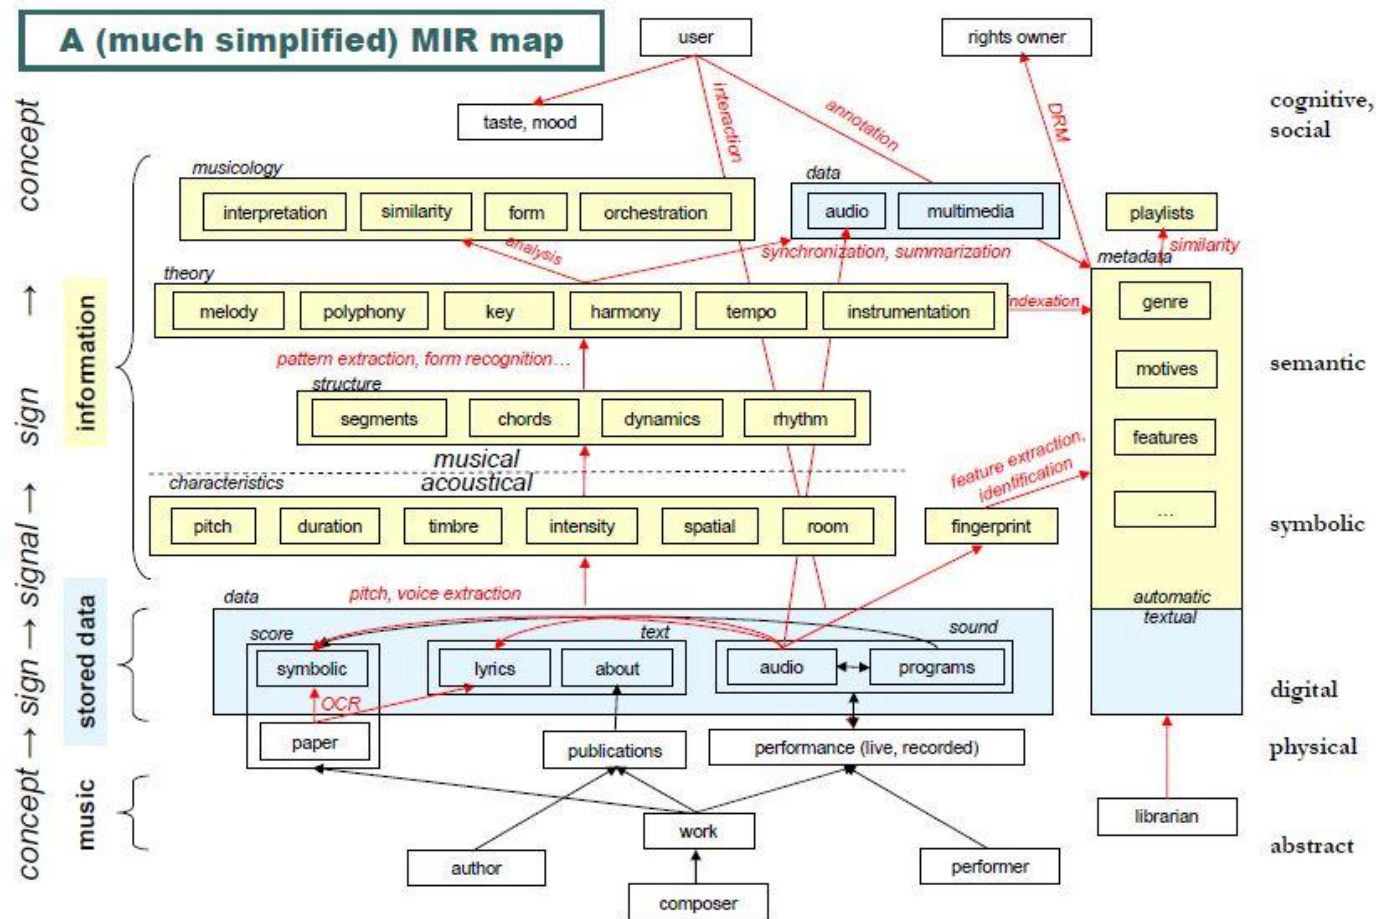 A (much simplified) MIR map
user
rights owner
taste, mood
interaction
annotation
DRM
cognitive,
social
concept
musicology
interpretation
similarity
form
orchestration
data
audio
multimedia
playlists
similarity
analysis
synchronization, summarization
metadata
theory
melody
polyphony
key
harmony
tempo
instrumentation
ndexation
genre
pattern extraction, form recognition…
structure
segments
chords
dynamics
rhythm
motives
semantic
information
sign
features
musical
acoustical
feature extraction,
identification
characteristics
pitch
duration
timbre
intensity
spatial
room
fingerprint
...
symbolic
automatic
textual
data
pitch, voice extraction
score
text
sound
symbolic
lyrics
about
audio
programs
OCR
digital
stored data
paper
publications
performance (live, recorded)
physical
music
work
librarian
author
performer
abstract
composer
concept → sign → signal → sign → concept